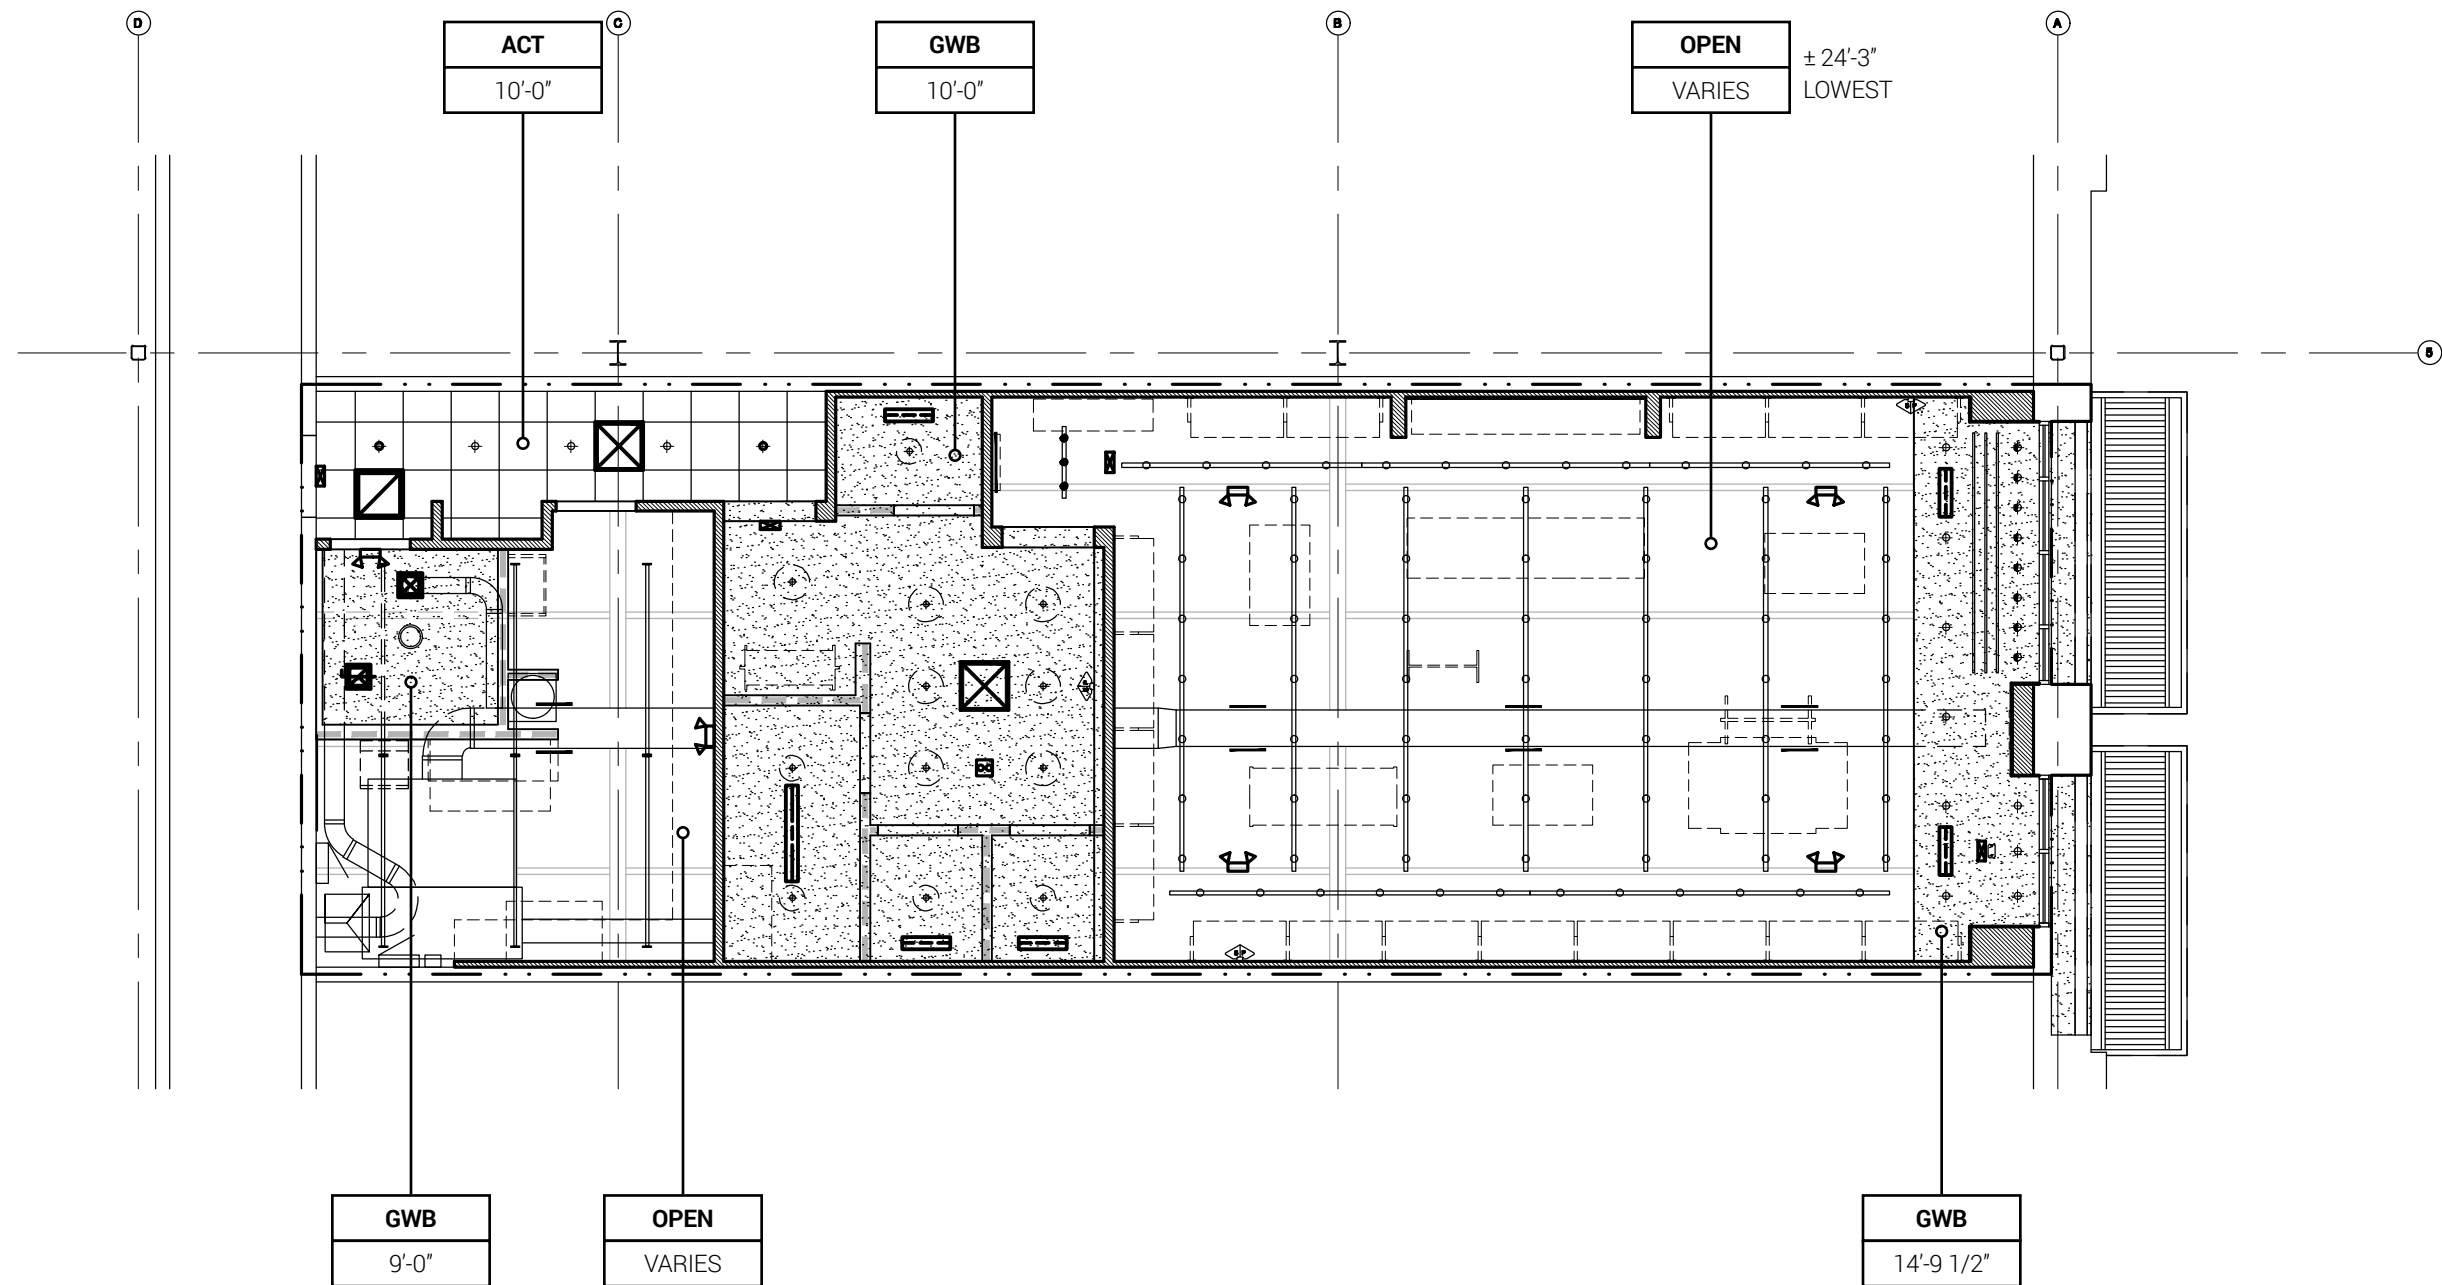 D
C
B
A
ACT
10'-0"
GWB
10'-0"
OPEN
VARIES
± 24'-3"
LOWEST
5
GWB
9'-0"
OPEN
VARIES
GWB
14'-9 1/2"